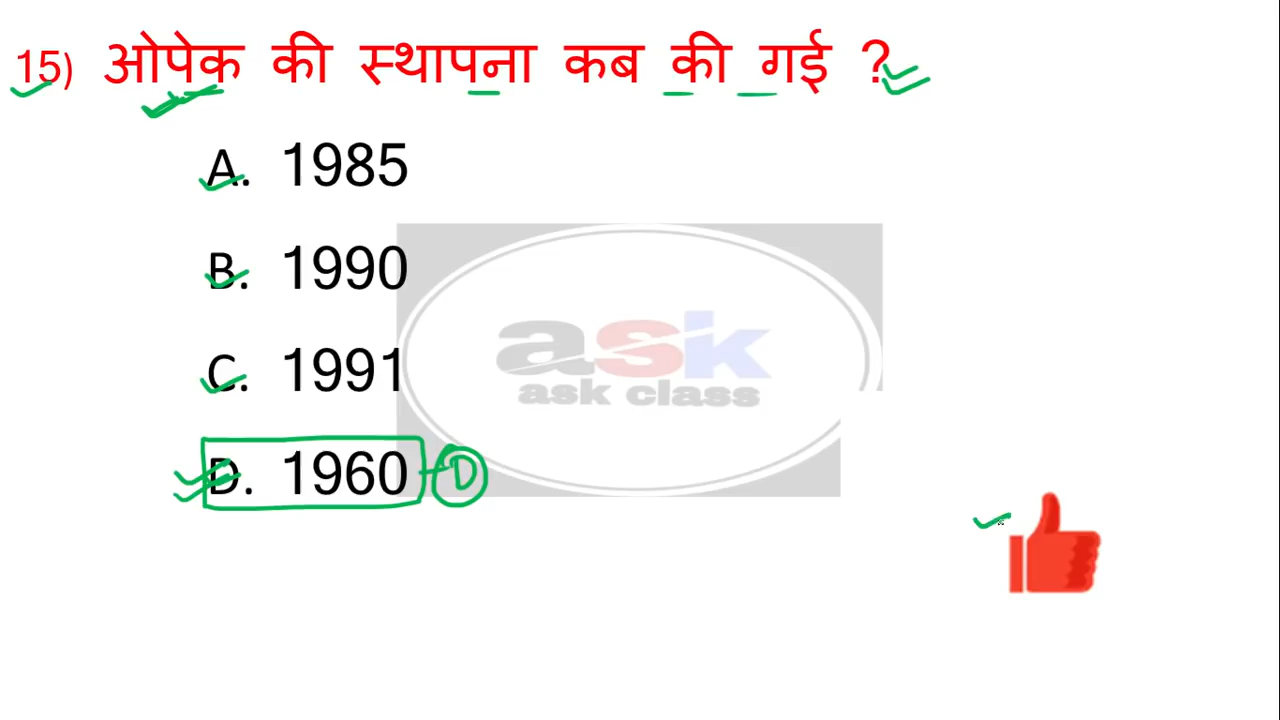 15) ओपेक की स्थापना कब की गई ?
A. 1985
B. 1990
C. 1991
D. 1960 - D
ask
ask class